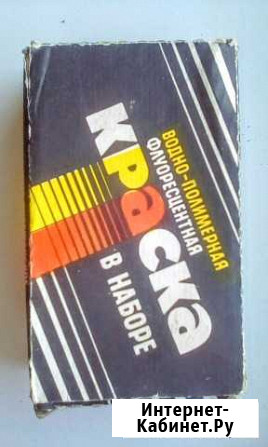 ВОДНО-ПОЛИМЕРНАЯ
ФЛУОРЕСЦЕНТНАЯ
КРАСКА
В НАБОРЕ
Интернет-
Кабинет.Ру